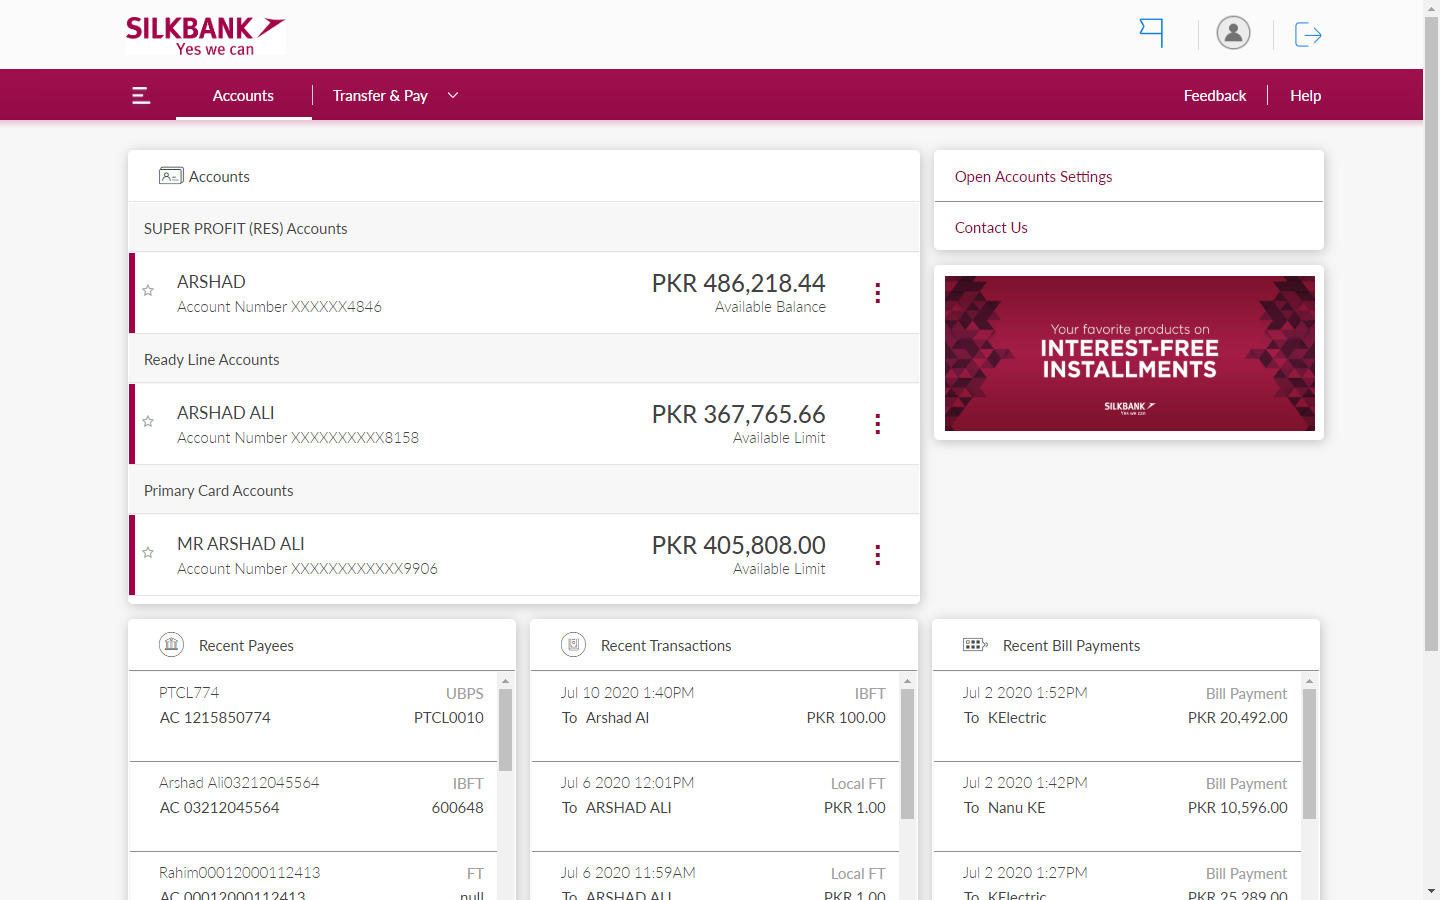 SILKBANK
Yes we can
Accounts
Transfer & Pay
Feedback
Help
Accounts
SUPER PROFIT (RES) Accounts
ARSHAD
PKR 486,218.44
Account Number XXXXXX4846
Available Balance
Ready Line Accounts
ARSHAD ALI
PKR 367,765.66
Account Number XXXXXXXXXX8158
Available Limit
Primary Card Accounts
MR ARSHAD ALI
PKR 405,808.00
Account Number XXXXXXXXXXXX9906
Available Limit
Open Accounts Settings
Contact Us
Your favorite products on
INTEREST-FREE
INSTALLMENTS
SILKBANK
Yes we can
Recent Payees
PTCL774 UBPS
AC 1215850774 PTCL0010
Arshad Ali03212045564 IBFT
AC 03212045564 600648
Rahim00012000112413 FT
AC 00012000112413 null
Recent Transactions
Jul 10 2020 1:40PM IBFT
To Arshad Al PKR 100.00
Jul 6 2020 12:01PM Local FT
To ARSHAD ALI PKR 1.00
Jul 6 2020 11:59AM Local FT
To ARSHAD ALI PKR 1.00
Recent Bill Payments
Jul 2 2020 1:52PM Bill Payment
To KElectric PKR 20,492.00
Jul 2 2020 1:42PM Bill Payment
To Nanu KE PKR 10,596.00
Jul 2 2020 1:27PM Bill Payment
To KElectric PKR 25,289.00